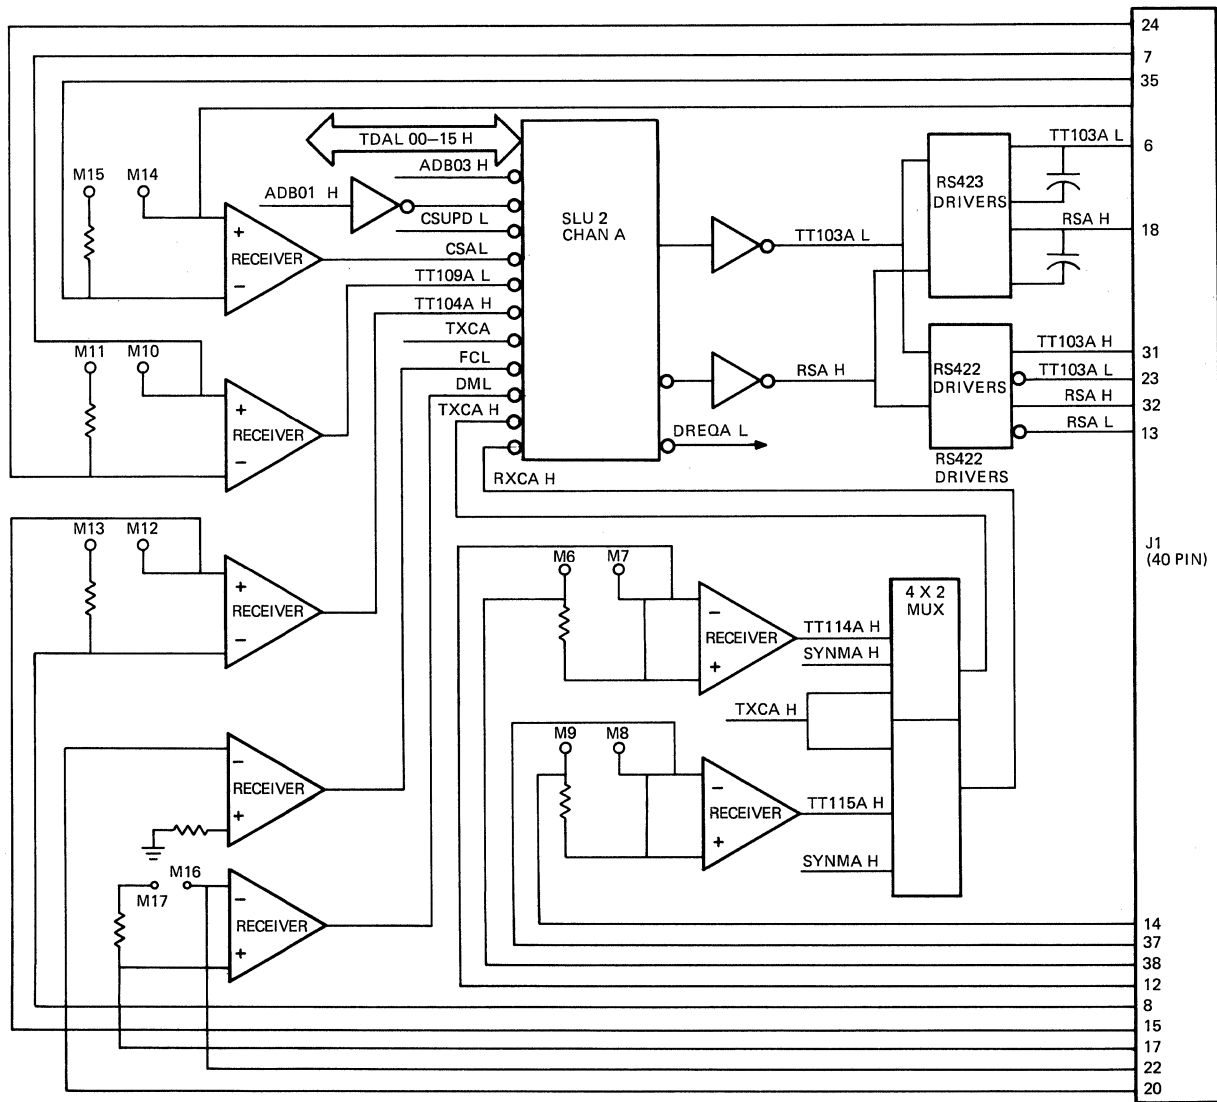 24
7
35
TDAL 00–15 H
TT103A L
6
ADB03 H
M15
M14
RS423
DRIVERS
ADB01 H
CSUPD L
SLU 2
CHAN A
RSA H
18
TT103A L
+
RECEIVER
–
CSAL
TT109A L
TT104A H
TXCA
TT103A H
31
M11
M10
FCL
RSA H
RS422
DRIVERS
TT103A L
23
DML
RSA H
32
+
RECEIVER
–
TXCA H
DREQA L
RSA L
13
RXCA H
RS422
DRIVERS
M13
M12
J1
(40 PIN)
M6
M7
4 X 2
MUX
+
RECEIVER
–
–
RECEIVER
+
TT114A H
SYNMA H
TXCA H
M9
M8
–
RECEIVER
+
–
RECEIVER
+
TT115A H
SYNMA H
M16
M17
–
RECEIVER
+
14
37
38
12
8
15
17
22
20